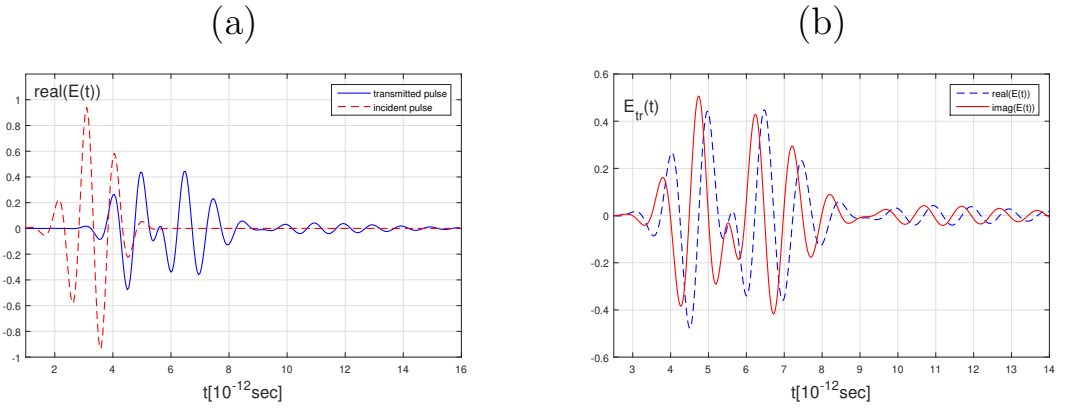 (a)
real(E(t))
transmitted pulse
incident pulse
1
0.8
0.6
0.4
0.2
0
-0.2
-0.4
-0.6
-0.8
-1
2 4 6 8 10 12 14 16
t[10^-12sec]
(b)
E_tr(t)
real(E(t))
imag(E(t))
0.6
0.4
0.2
0
-0.2
-0.4
-0.6
3 4 5 6 7 8 9 10 11 12 13 14
t[10^-12sec]